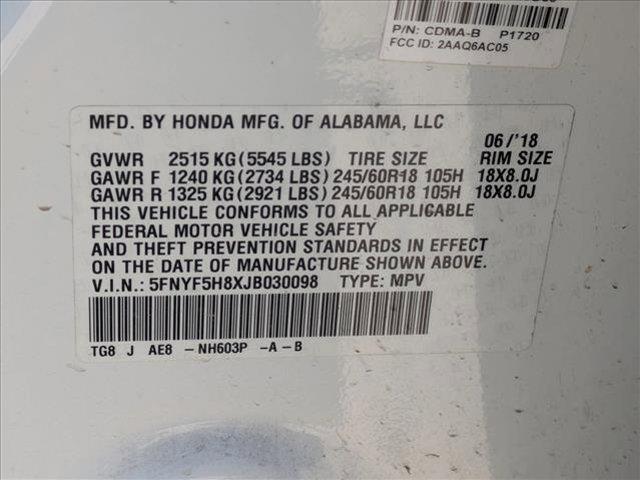 P/N: CDMA-B P1720
FCC ID: 2AAQ6AC05
MFD. BY HONDA MFG. OF ALABAMA, LLC
06/'18
GVWR 2515 KG (5545 LBS) TIRE SIZE RIM SIZE
GAWR F 1240 KG (2734 LBS) 245/60R18 105H 18X8.0J
GAWR R 1325 KG (2921 LBS) 245/60R18 105H 18X8.0J
THIS VEHICLE CONFORMS TO ALL APPLICABLE
FEDERAL MOTOR VEHICLE SAFETY
AND THEFT PREVENTION STANDARDS IN EFFECT
ON THE DATE OF MANUFACTURE SHOWN ABOVE.
V.I.N.: 5FNYF5H8XJB030098 TYPE: MPV
TG8 J AE8 -NH603P -A-B